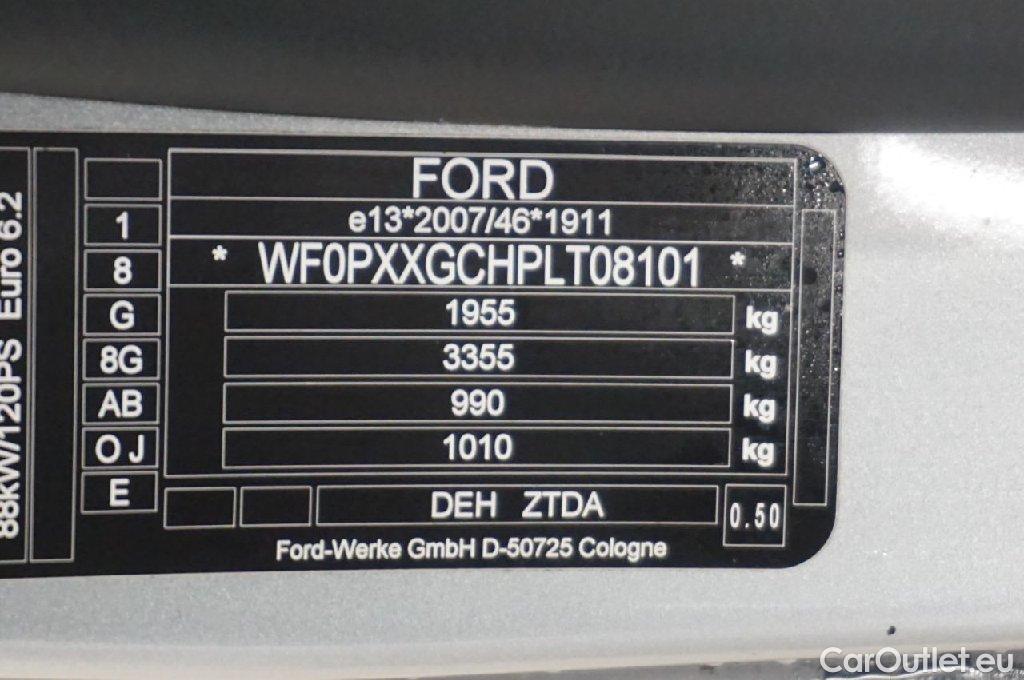 88kW/120PS Euro 6.2
1
8
G
8G
AB
O J
E
FORD
e13*2007/46*1911
* WF0PXXGCHPLT08101 *
1955 kg
3355 kg
990 kg
1010 kg
DEH ZTDA
0.50
Ford-Werke GmbH D-50725 Cologne
CarOutlet.eu